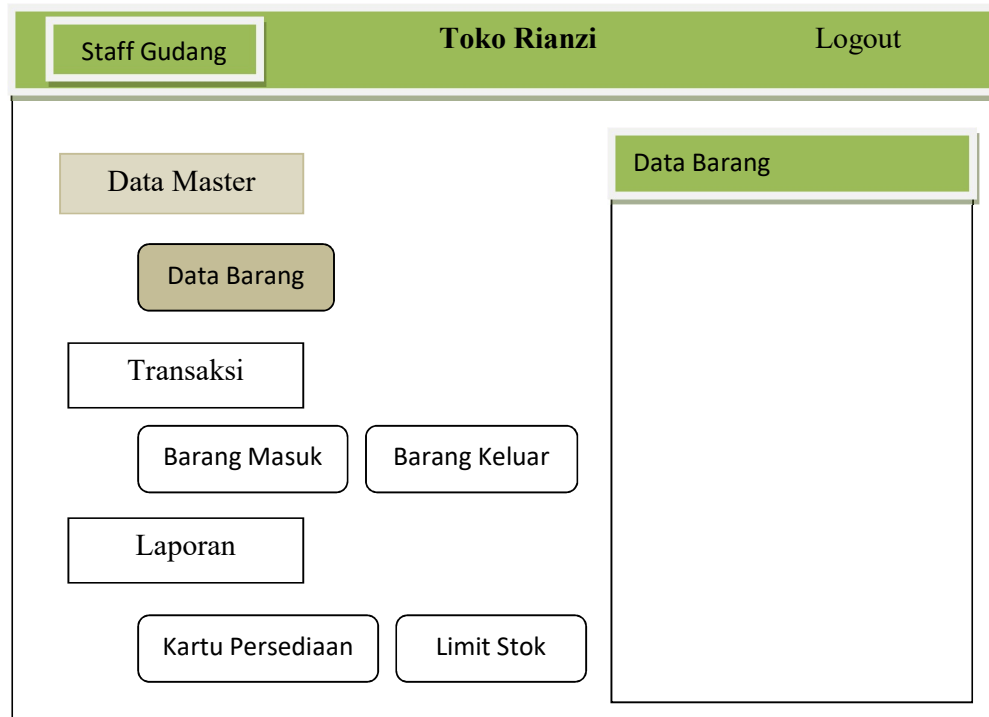 Staff Gudang
Toko Rianzi
Logout
Data Master
Data Barang
Transaksi
Barang Masuk
Barang Keluar
Laporan
Kartu Persediaan
Limit Stok
Data Barang